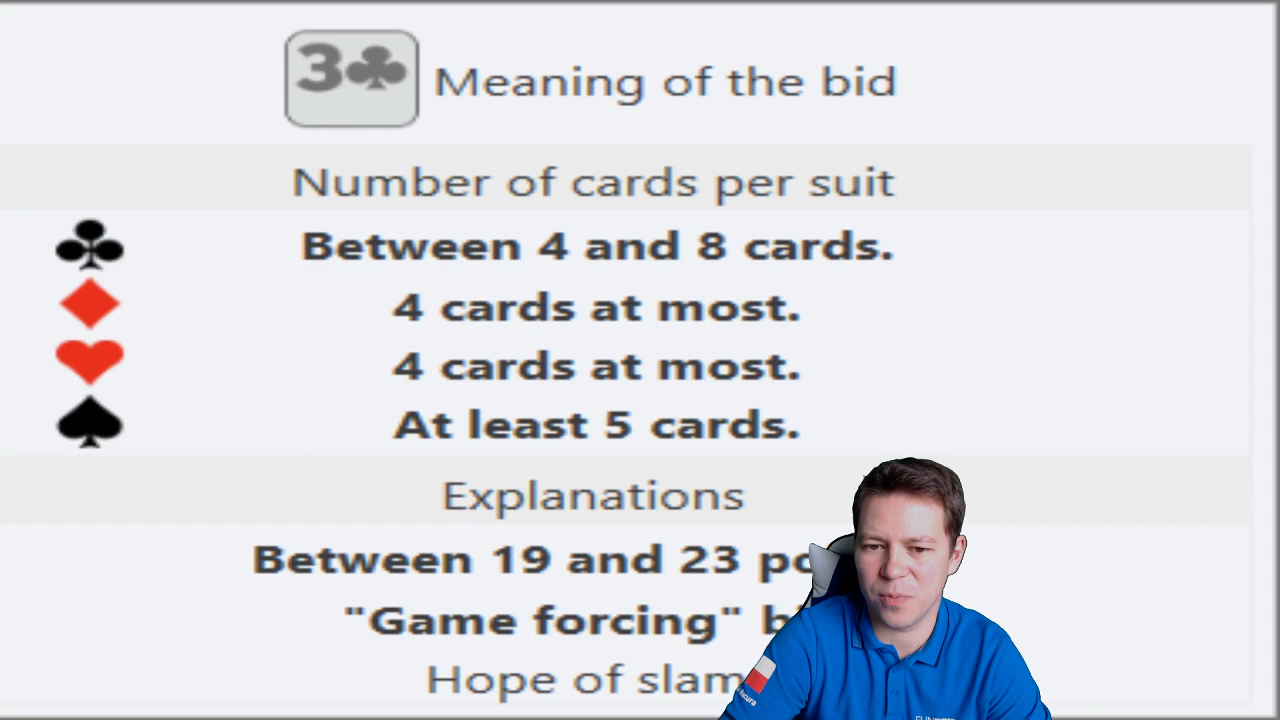 3♣ Meaning of the bid
Number of cards per suit
Between 4 and 8 cards.
4 cards at most.
4 cards at most.
At least 5 cards.
Explanations
Between 19 and 23
"Game forcing"
Hope of slam